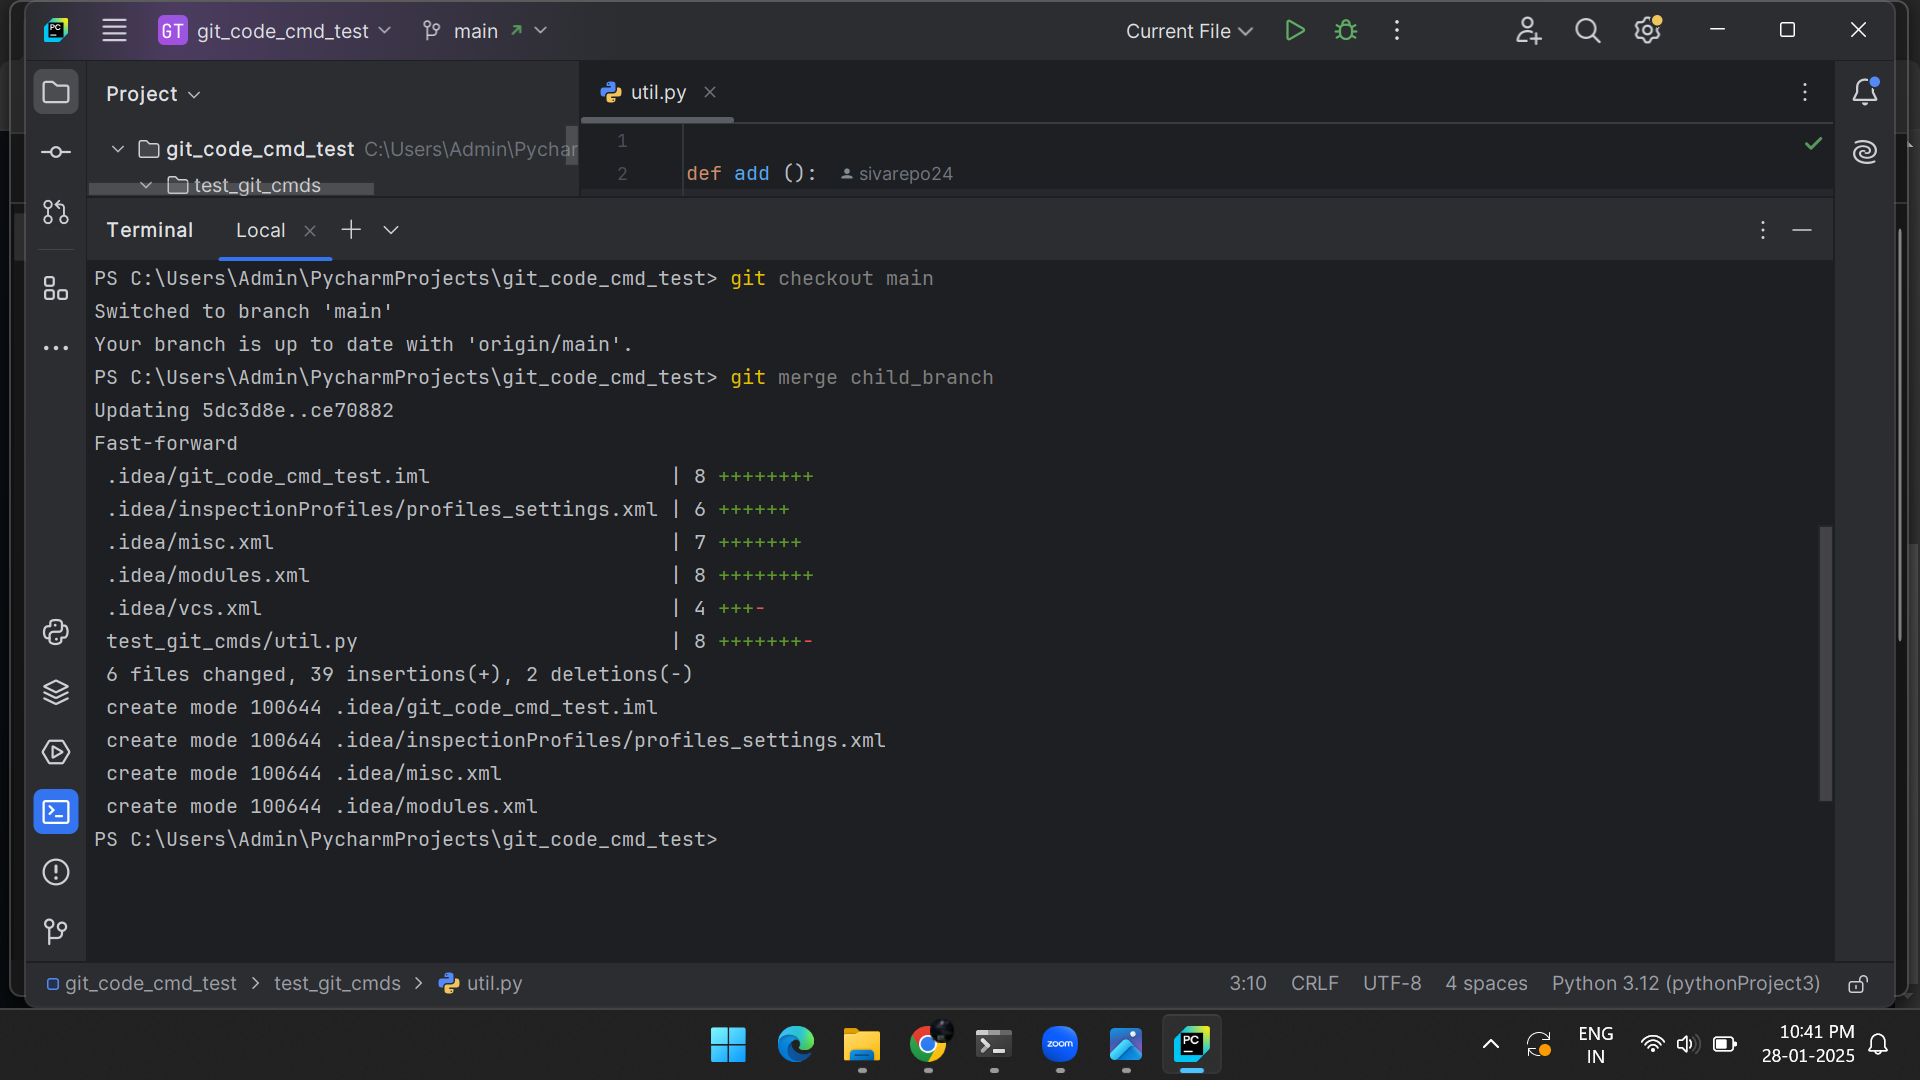 PC GT git_code_cmd_test main Current File
Project
util.py
git_code_cmd_test C:\Users\Admin\Pychar
1
test_git_cmds
2 def add (): sivarepo24
Terminal Local
PS C:\Users\Admin\PycharmProjects\git_code_cmd_test> git checkout main
Switched to branch 'main'
Your branch is up to date with 'origin/main'.
PS C:\Users\Admin\PycharmProjects\git_code_cmd_test> git merge child_branch
Updating 5dc3d8e..ce70882
Fast-forward
.idea/git_code_cmd_test.iml | 8 ++++++++
.idea/inspectionProfiles/profiles_settings.xml | 6 ++++++
.idea/misc.xml | 7 +++++++
.idea/modules.xml | 8 ++++++++
.idea/vcs.xml | 4 +++-
test_git_cmds/util.py | 8 +++++++-
6 files changed, 39 insertions(+), 2 deletions(-)
create mode 100644 .idea/git_code_cmd_test.iml
create mode 100644 .idea/inspectionProfiles/profiles_settings.xml
create mode 100644 .idea/misc.xml
create mode 100644 .idea/modules.xml
PS C:\Users\Admin\PycharmProjects\git_code_cmd_test>
git_code_cmd_test > test_git_cmds > util.py 3:10 CRLF UTF-8 4 spaces Python 3.12 (pythonProject3)
zoom PC
ENG
IN
10:41 PM
28-01-2025